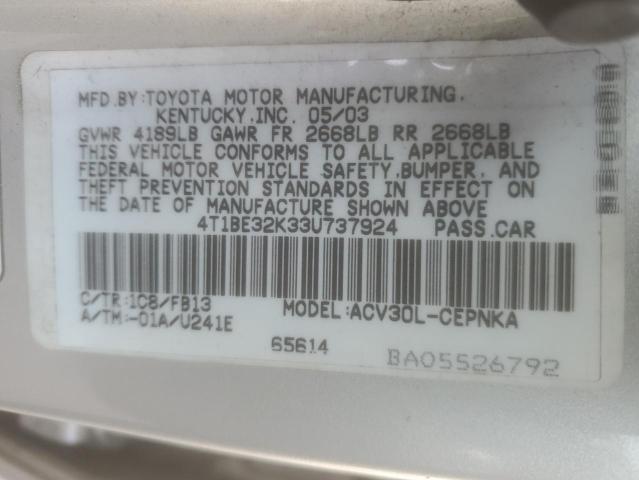 MFD.BY:TOYOTA MOTOR MANUFACTURING.
KENTUCKY.INC. 05/03
GVWR 4189LB GAWR FR 2668LB RR 2668LB
THIS VEHICLE CONFORMS TO ALL APPLICABLE
FEDERAL MOTOR VEHICLE SAFETY.BUMPER, AND
THEFT PREVENTION STANDARDS IN EFFECT ON
THE DATE OF MANUFACTURE SHOWN ABOVE
4T1BE32K33U737924 PASS.CAR
C/TR:1C8/FB13 MODEL:ACV30L-CEPNKA
A/TM:-01A/U241E
65614
BA05526792